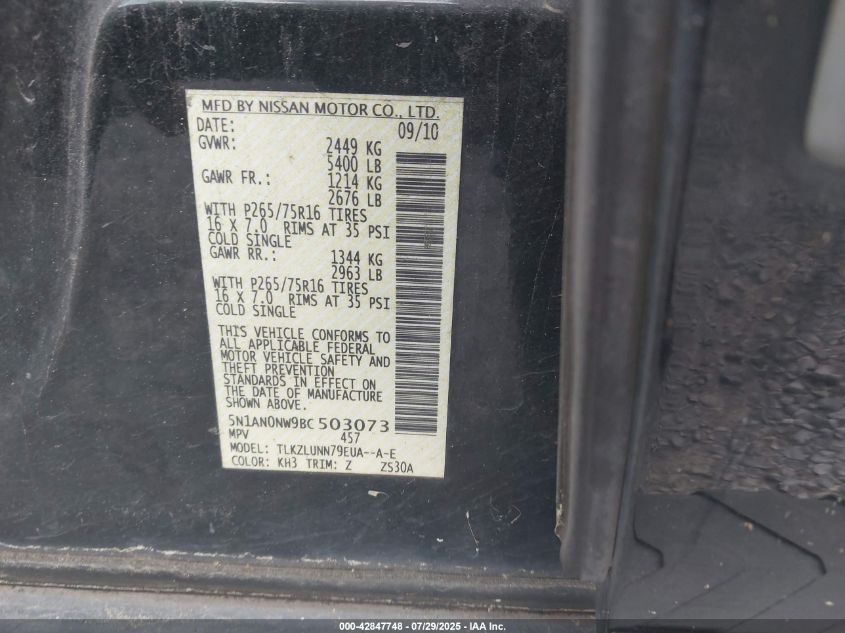 MFD BY NISSAN MOTOR CO., LTD.
DATE: 09/10
GVWR: 2449 KG
5400 LB
GAWR FR.: 1214 KG
2676 LB
WITH P265/75R16 TIRES
16 X 7.0 RIMS AT 35 PSI
COLD SINGLE
GAWR RR.: 1344 KG
2963 LB
WITH P265/75R16 TIRES
16 X 7.0 RIMS AT 35 PSI
COLD SINGLE
THIS VEHICLE CONFORMS TO
ALL APPLICABLE FEDERAL
MOTOR VEHICLE SAFETY AND
THEFT PREVENTION
STANDARDS IN EFFECT ON
THE DATE OF MANUFACTURE
SHOWN ABOVE.
5N1AN0NW9BC503073
MPV 457
MODEL: TLKZLUNN79EUA--A-E
COLOR: KH3 TRIM: Z ZS30A
000-42847748 - 07/29/2025 - IAA Inc.